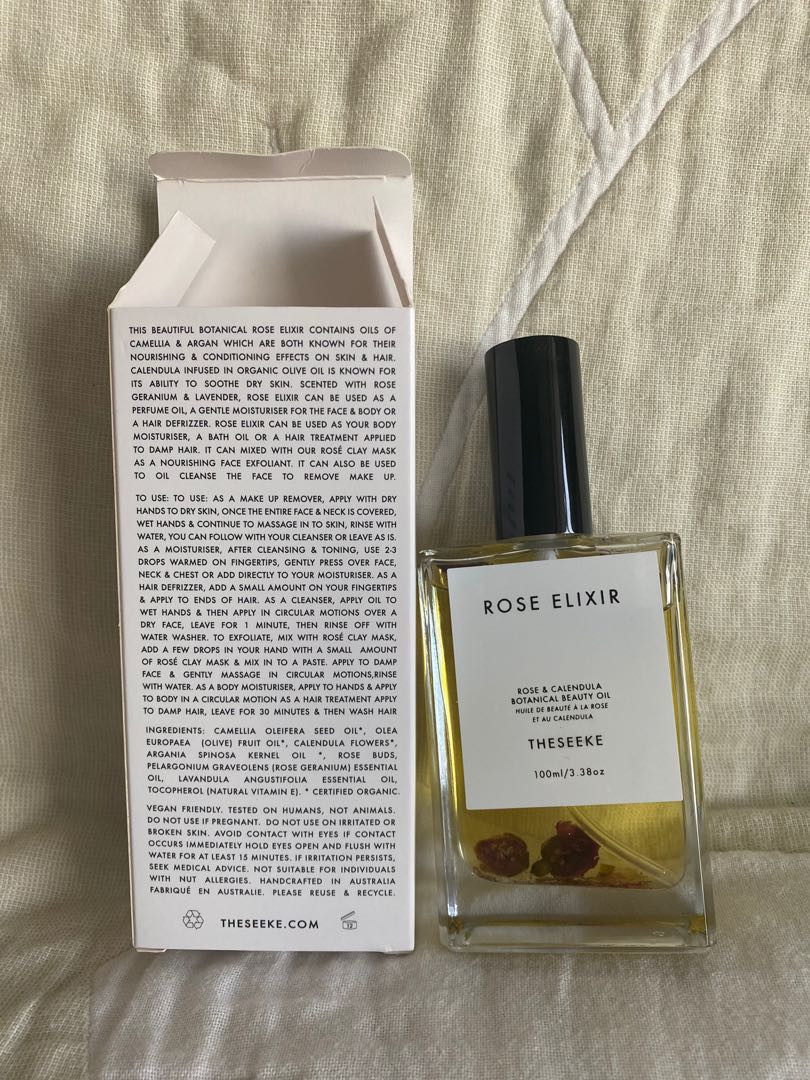 THIS BEAUTIFUL BOTANICAL ROSE ELIXIR CONTAINS OILS OF
CAMELLIA & ARGAN WHICH ARE BOTH KNOWN FOR THEIR
NOURISHING & CONDITIONING EFFECTS ON SKIN & HAIR.
CALENDULA INFUSED IN ORGANIC OLIVE OIL IS KNOWN FOR
ITS ABILITY TO SOOTHE DRY SKIN. SCENTED WITH ROSE
GERANIUM & LAVENDER, ROSE ELIXIR CAN BE USED AS A
PERFUME OIL, A GENTLE MOISTURISER FOR THE FACE & BODY OR
A HAIR DEFRIZZER. ROSE ELIXIR CAN BE USED AS YOUR BODY
MOISTURISER, A BATH OIL OR A HAIR TREATMENT APPLIED
TO DAMP HAIR. IT CAN MIXED WITH OUR ROSÉ CLAY MASK
AS A NOURISHING FACE EXFOLIANT. IT CAN ALSO BE USED
TO OIL CLEANSE THE FACE TO REMOVE MAKE UP.
TO USE: TO USE: AS A MAKE UP REMOVER, APPLY WITH DRY
HANDS TO DRY SKIN, ONCE THE ENTIRE FACE & NECK IS COVERED,
WET HANDS & CONTINUE TO MASSAGE IN TO SKIN, RINSE WITH
WATER, YOU CAN FOLLOW WITH YOUR CLEANSER OR LEAVE AS IS.
AS A MOISTURISER, AFTER CLEANSING & TONING, USE 2-3
DROPS WARMED ON FINGERTIPS, GENTLY PRESS OVER FACE,
NECK & CHEST OR ADD DIRECTLY TO YOUR MOISTURISER. AS A
HAIR DEFRIZZER, ADD A SMALL AMOUNT ON YOUR FINGERTIPS
& APPLY TO ENDS OF HAIR. AS A CLEANSER, APPLY OIL TO
WET HANDS & THEN APPLY IN CIRCULAR MOTIONS OVER A
DRY FACE, LEAVE FOR 1 MINUTE, THEN RINSE OFF WITH
WATER WASHER. TO EXFOLIATE, MIX WITH ROSÉ CLAY MASK,
ADD A FEW DROPS IN YOUR HAND WITH A SMALL AMOUNT
OF ROSÉ CLAY MASK & MIX IN TO A PASTE. APPLY TO DAMP
FACE & GENTLY MASSAGE IN CIRCULAR MOTIONS,RINSE
WITH WATER. AS A BODY MOISTURISER, APPLY TO HANDS & APPLY
TO BODY IN A CIRCULAR MOTION AS A HAIR TREATMENT APPLY
TO DAMP HAIR, LEAVE FOR 30 MINUTES & THEN WASH HAIR
INGREDIENTS: CAMELLIA OLEIFERA SEED OIL*, OLEA
EUROPAEA (OLIVE) FRUIT OIL*, CALENDULA FLOWERS*,
ARGANIA SPINOSA KERNEL OIL *, ROSE BUDS,
PELARGONIUM GRAVEOLENS (ROSE GERANIUM) ESSENTIAL
OIL, LAVANDULA ANGUSTIFOLIA ESSENTIAL OIL,
TOCOPHEROL (NATURAL VITAMIN E). * CERTIFIED ORGANIC.
VEGAN FRIENDLY. TESTED ON HUMANS, NOT ANIMALS.
DO NOT USE IF PREGNANT. DO NOT USE ON IRRITATED OR
BROKEN SKIN. AVOID CONTACT WITH EYES IF CONTACT
OCCURS IMMEDIATELY HOLD EYES OPEN AND FLUSH WITH
WATER FOR AT LEAST 15 MINUTES. IF IRRITATION PERSISTS,
SEEK MEDICAL ADVICE. NOT SUITABLE FOR INDIVIDUALS
WITH NUT ALLERGIES. HANDCRAFTED IN AUSTRALIA
FABRIQUÉ EN AUSTRALIE. PLEASE REUSE & RECYCLE.
THESEEKE.COM
12
ROSE ELIXIR
ROSE & CALENDULA
BOTANICAL BEAUTY OIL
HUILE DE BEAUTÉ À LA ROSE
ET AU CALENDULA
THESEEKE
100ml/3.38oz